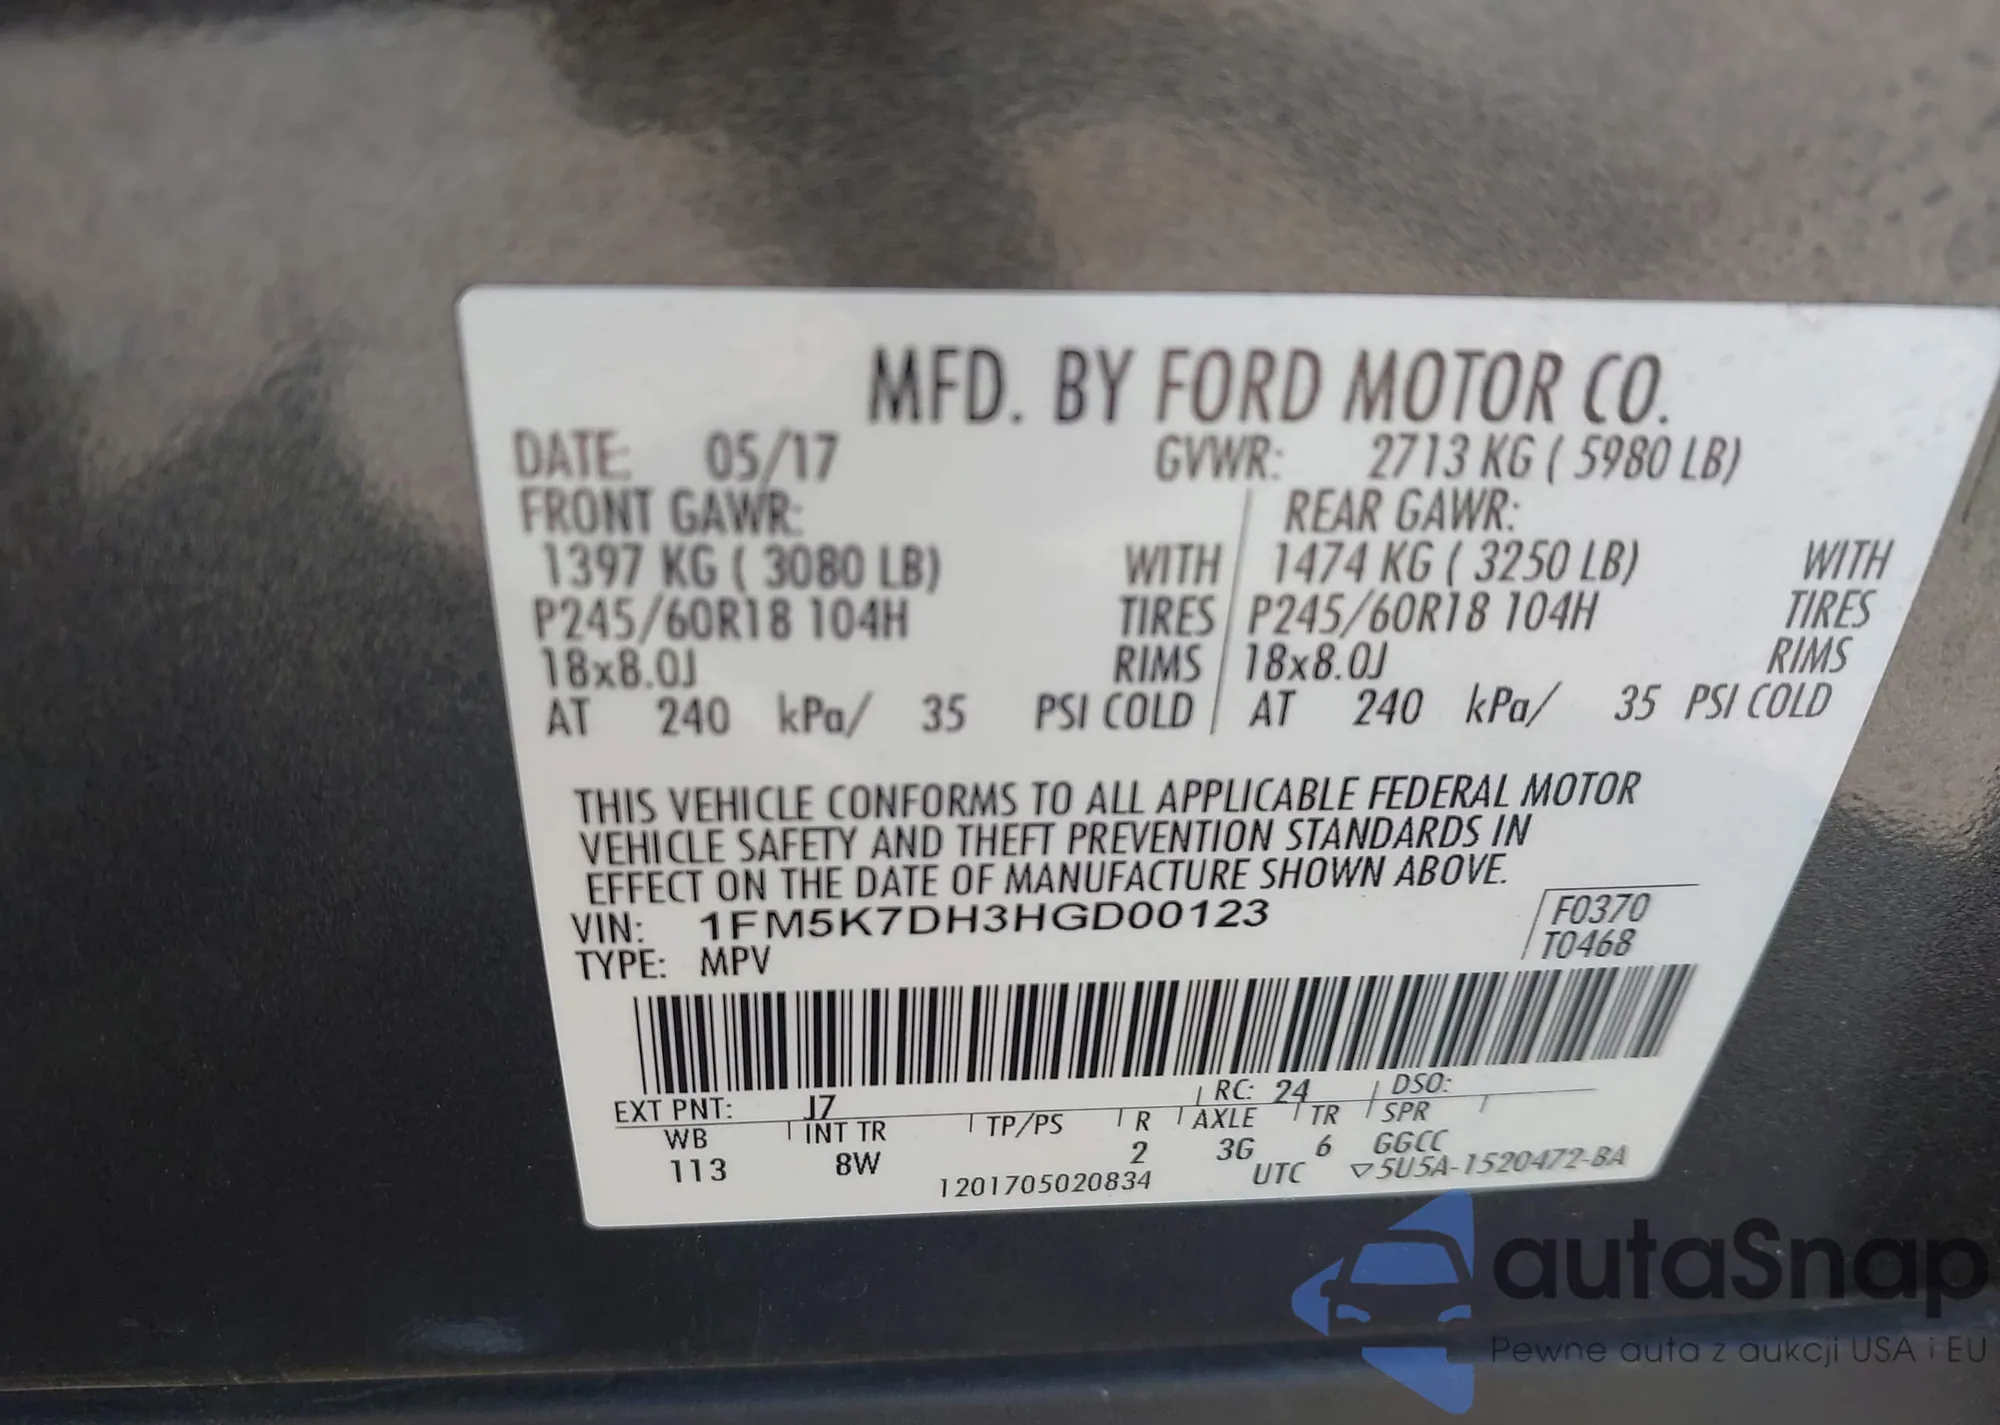 MFD. BY FORD MOTOR CO.
DATE: 05/17 GVWR: 2713 KG ( 5980 LB)
FRONT GAWR: REAR GAWR:
1397 KG ( 3080 LB) WITH 1474 KG ( 3250 LB) WITH
P245/60R18 104H TIRES P245/60R18 104H TIRES
18x8.0J RIMS 18x8.0J RIMS
AT 240 kPa/ 35 PSI COLD AT 240 kPa/ 35 PSI COLD
THIS VEHICLE CONFORMS TO ALL APPLICABLE FEDERAL MOTOR
VEHICLE SAFETY AND THEFT PREVENTION STANDARDS IN
EFFECT ON THE DATE OF MANUFACTURE SHOWN ABOVE.
VIN: 1FM5K7DH3HGD00123 F0370
TYPE: MPV T0468
EXT PNT: J7 RC: 24 DSO:
WB INT TR TP/PS R AXLE TR SPR
113 8W 2 3G 6 GGCC
1201705020834 UTC ▽5U5A-1520472-BA
autaSnap
Pewne auta z aukcji USA i EU